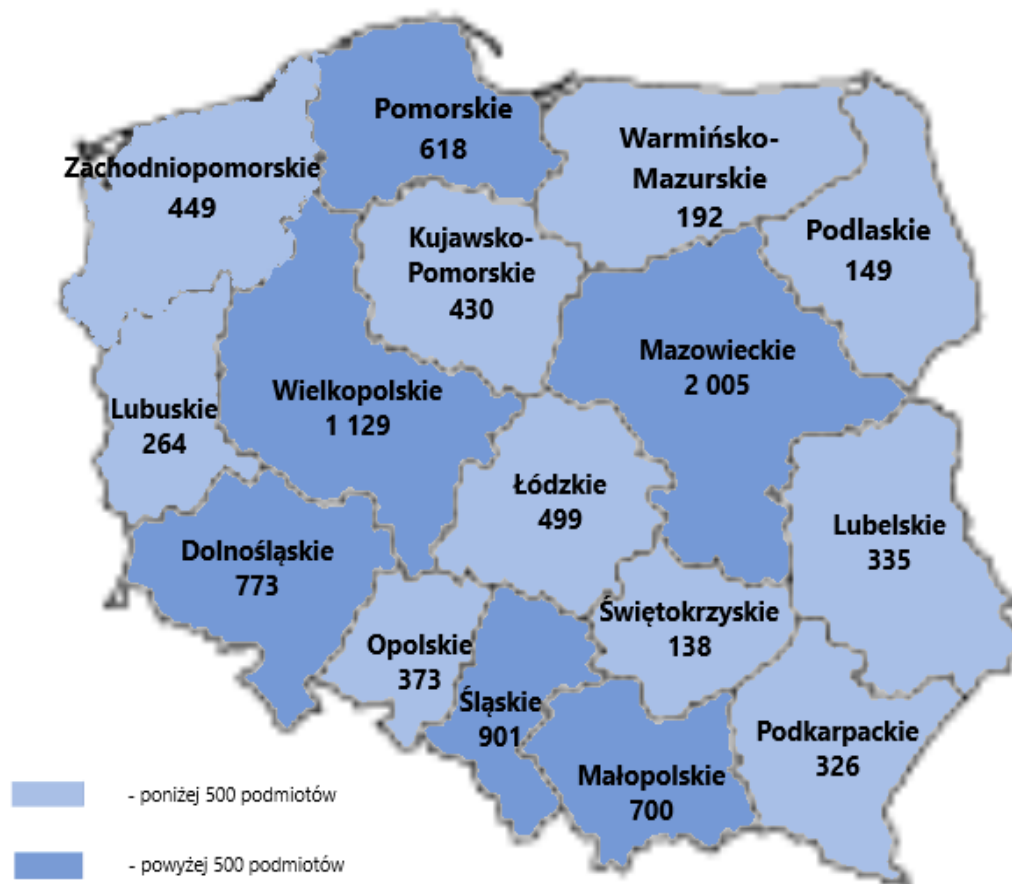 Pomorskie
618
Warmińsko-
Mazurskie
192
Zachodniopomorskie
449
Podlaskie
149
Kujawsko-
Pomorskie
430
Mazowieckie
2 005
Wielkopolskie
1 129
Lubuskie
264
Łódzkie
499
Lubelskie
335
Dolnośląskie
773
Świętokrzyskie
138
Opolskie
373
Śląskie
901
Podkarpackie
326
Małopolskie
700
- poniżej 500 podmiotów
- powyżej 500 podmiotów